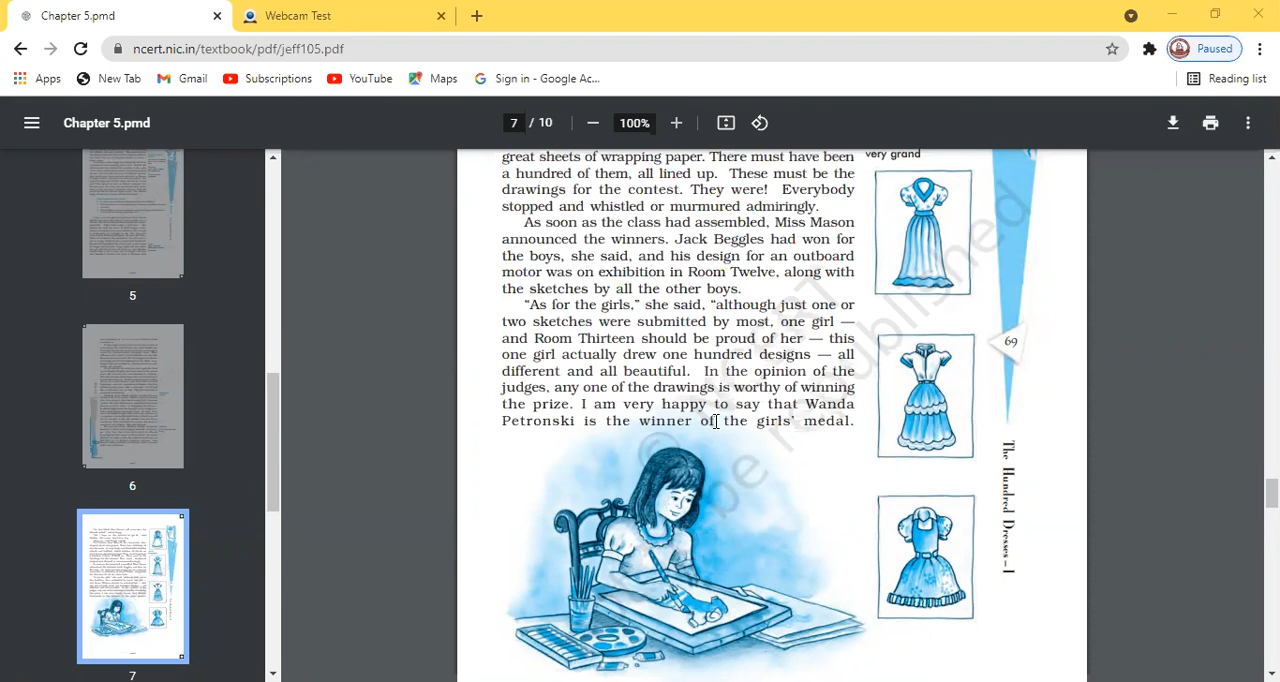 Chapter 5.pmd
Webcam Test
ncert.nic.in/textbook/pdf/jeff105.pdf
Paused
Apps
New Tab
Gmail
Subscriptions
YouTube
Maps
Sign in - Google Ac...
Reading list
Chapter 5.pmd
7 / 10
100%
5
6
7
great sheets of wrapping paper. There must have been
a hundred of them, all lined up. These must be the
drawings for the contest. They were! Everybody
stopped and whistled or murmured admiringly.
As soon as the class had assembled, Miss Mason
announced the winners. Jack Beggles had won for
the boys, she said, and his design for an outboard
motor was on exhibition in Room Twelve, along with
the sketches by all the other boys.
“As for the girls,” she said, “although just one or
two sketches were submitted by most, one girl —
and Room Thirteen should be proud of her — this
one girl actually drew one hundred designs — all
different and all beautiful. In the opinion of the
judges, any one of the drawings is worthy of winning
the prize. I am very happy to say that Wanda
Petronski is the winner of the girls’ medal.
very grand
69
The Hundred Dresses – I
be republished